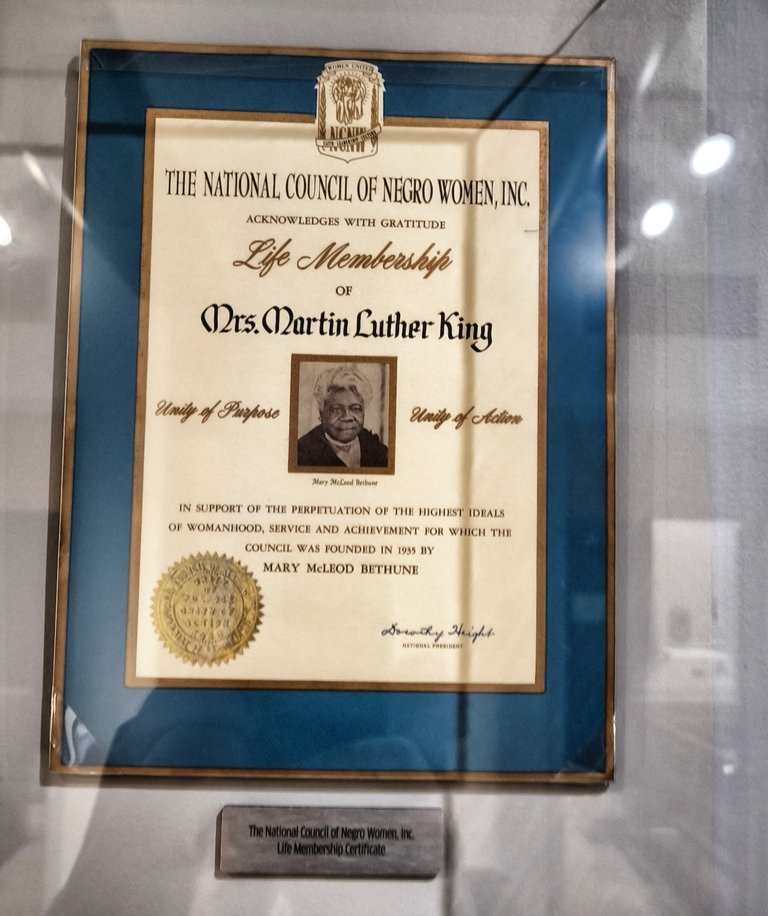 WOMEN UNITED
NCNW
THE NATIONAL COUNCIL OF NEGRO WOMEN, INC.
ACKNOWLEDGES WITH GRATITUDE
Life Membership
OF
Mrs. Martin Luther King
Unity of Purpose
Unity of Action
Mary McLeod Bethune
IN SUPPORT OF THE PERPETUATION OF THE HIGHEST IDEALS
OF WOMANHOOD, SERVICE AND ACHIEVEMENT FOR WHICH THE
COUNCIL WAS FOUNDED IN 1935 BY
MARY McLEOD BETHUNE
Dorothy Height
NATIONAL PRESIDENT
The National Council of Negro Women, Inc.
Life Membership Certificate